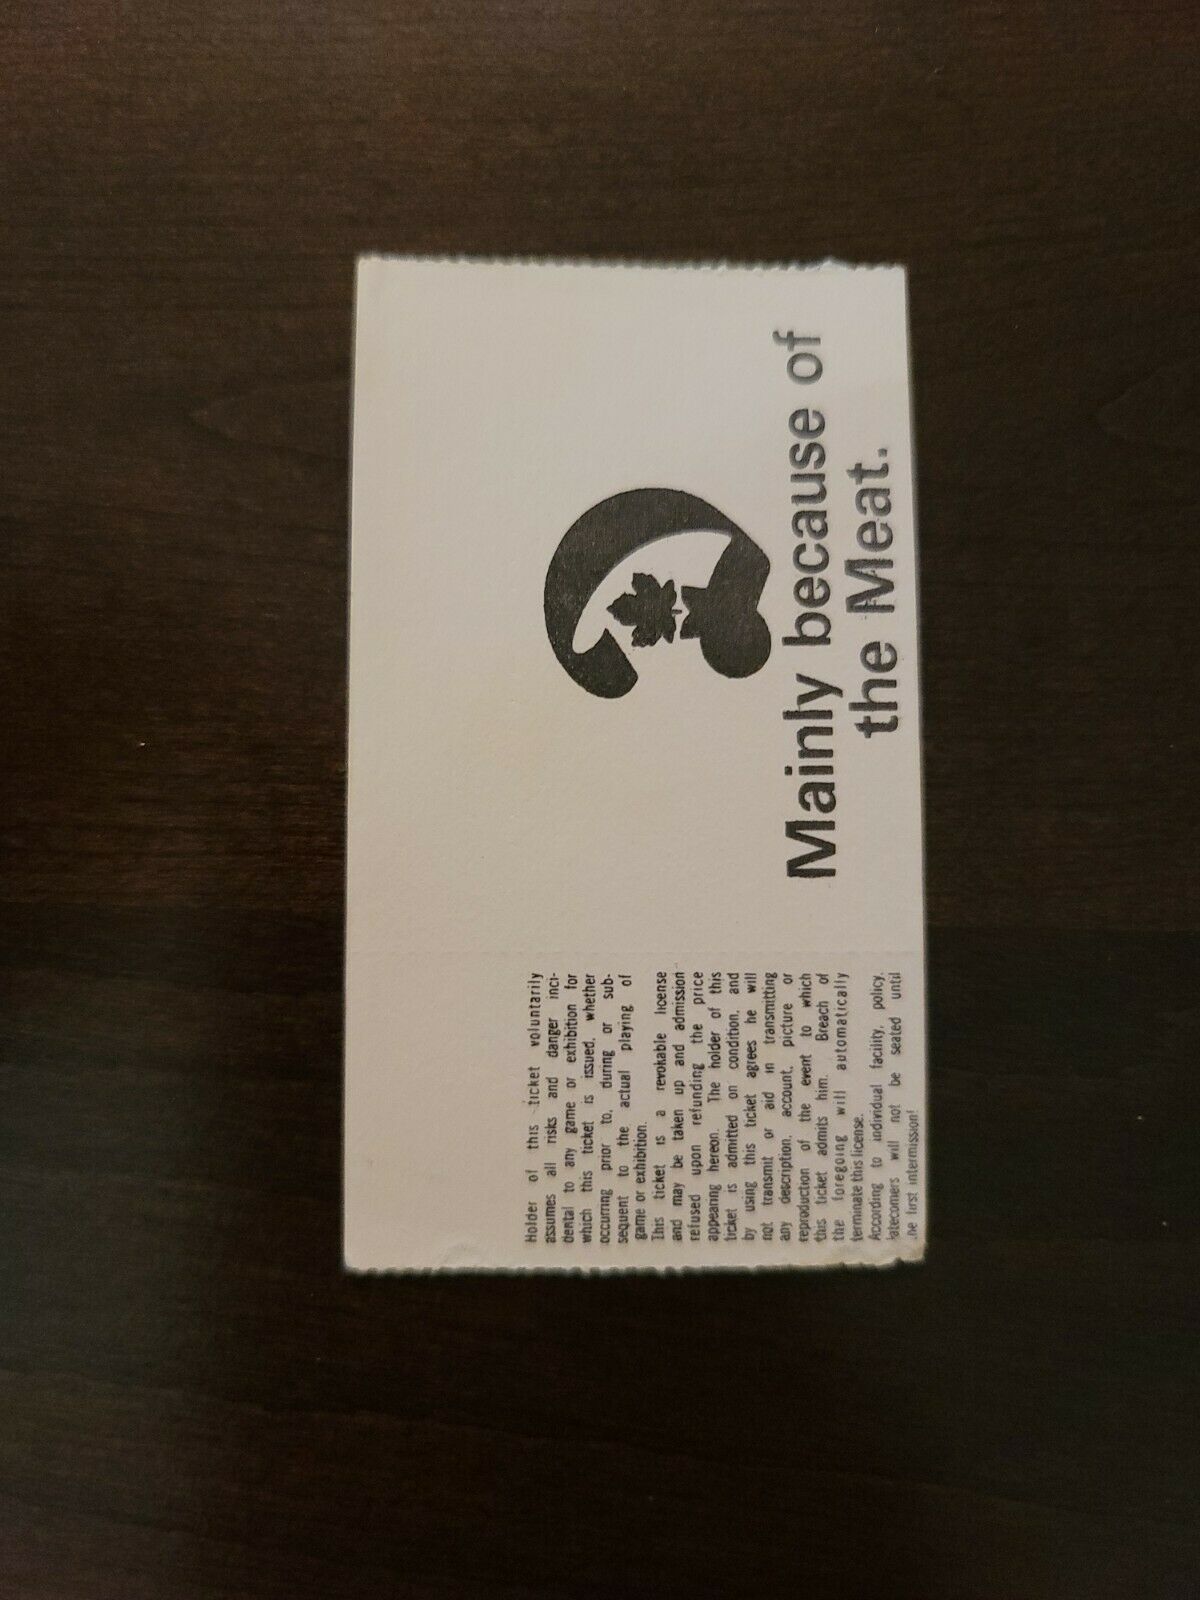 Holder of this ticket voluntarily
assumes all risks and danger inci-
dental to any game or exhibition for
which this ticket is issued, whether
occurring prior to, during or sub-
sequent to the actual playing of
game or exhibition.
This ticket is a revokable license
and may be taken up and admission
refused upon refunding the price
appearing hereon. The holder of this
ticket is admitted on condition, and
by using this ticket agrees he will
not transmit or aid in transmitting
any description, account, picture or
reproduction of the event to which
this ticket admits him. Breach of
the foregoing will automatically
terminate this license.
According to individual facility, policy,
latecomers will not be seated until
he first intermission!
Mainly because of
the Meat.